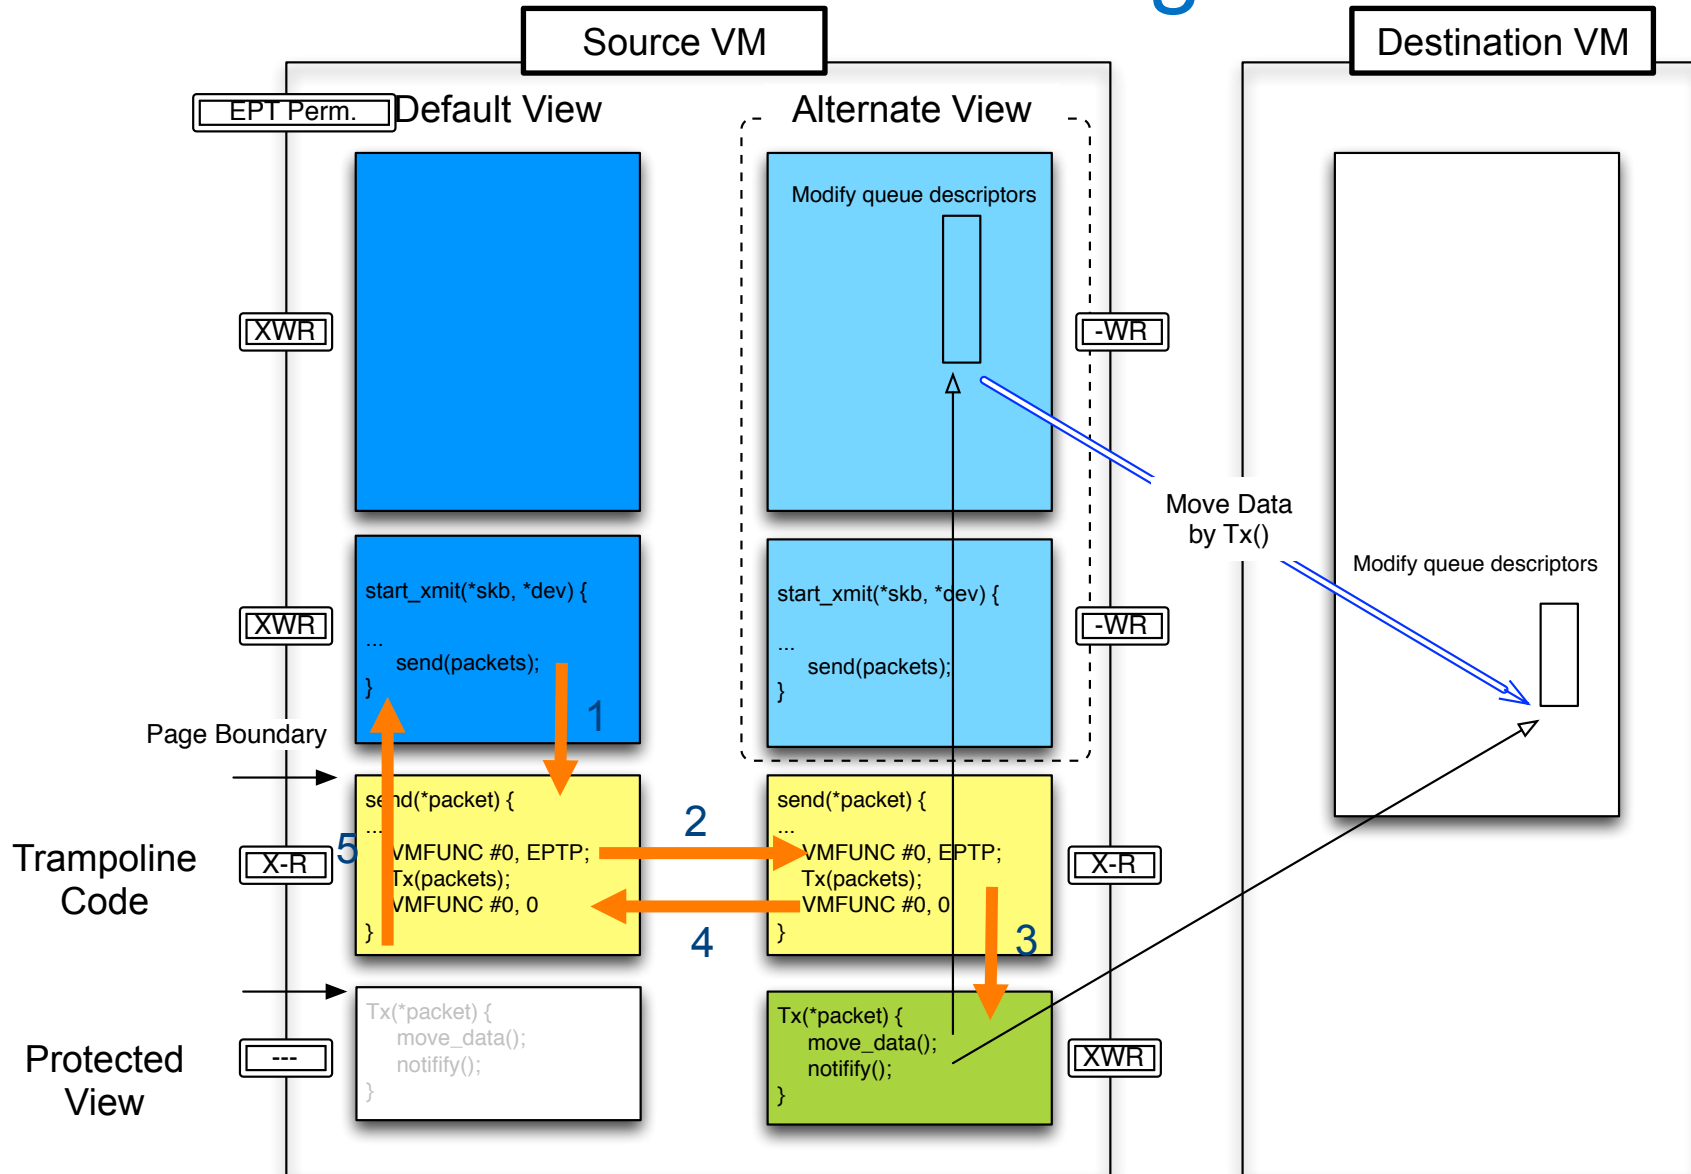 g
Source VM
Destination VM
EPT Perm.
Default View
Alternate View
Modify queue descriptors
XWR
-WR
Move Data
by Tx()
Modify queue descriptors
start_xmit(*skb, *dev) {
...
send(packets);
}
start_xmit(*skb, *dev) {
...
send(packets);
}
XWR
-WR
1
Page Boundary
send(*packet) {
...
VMFUNC #0, EPTP;
Tx(packets);
VMFUNC #0, 0
}
send(*packet) {
...
VMFUNC #0, EPTP;
Tx(packets);
VMFUNC #0, 0
}
2
5
4
3
Trampoline
Code
X-R
X-R
Tx(*packet) {
move_data();
notifify();
}
Tx(*packet) {
move_data();
notifify();
}
Protected
View
---
XWR